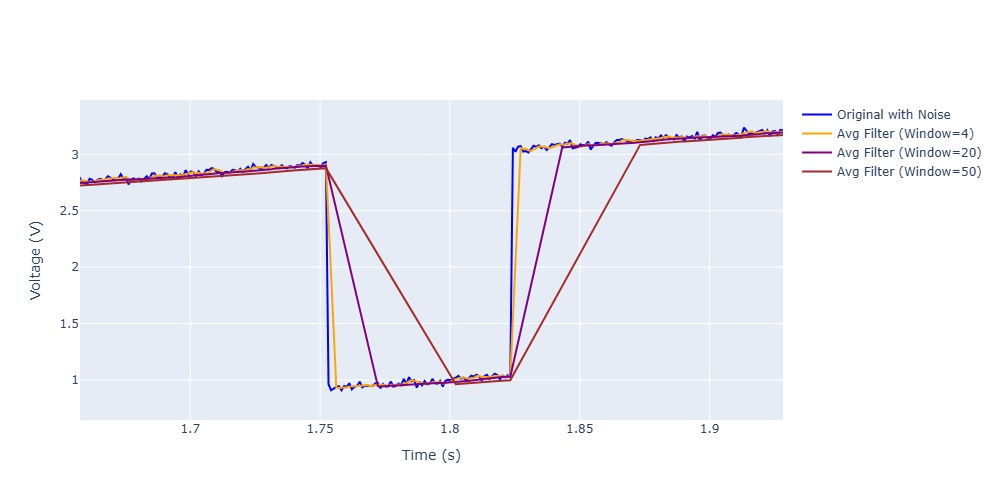 Original with Noise
Avg Filter (Window=4)
Avg Filter (Window=20)
Avg Filter (Window=50)
Voltage (V)
3
2.5
2
1.5
1
1.7
1.75
1.8
1.85
1.9
Time (s)